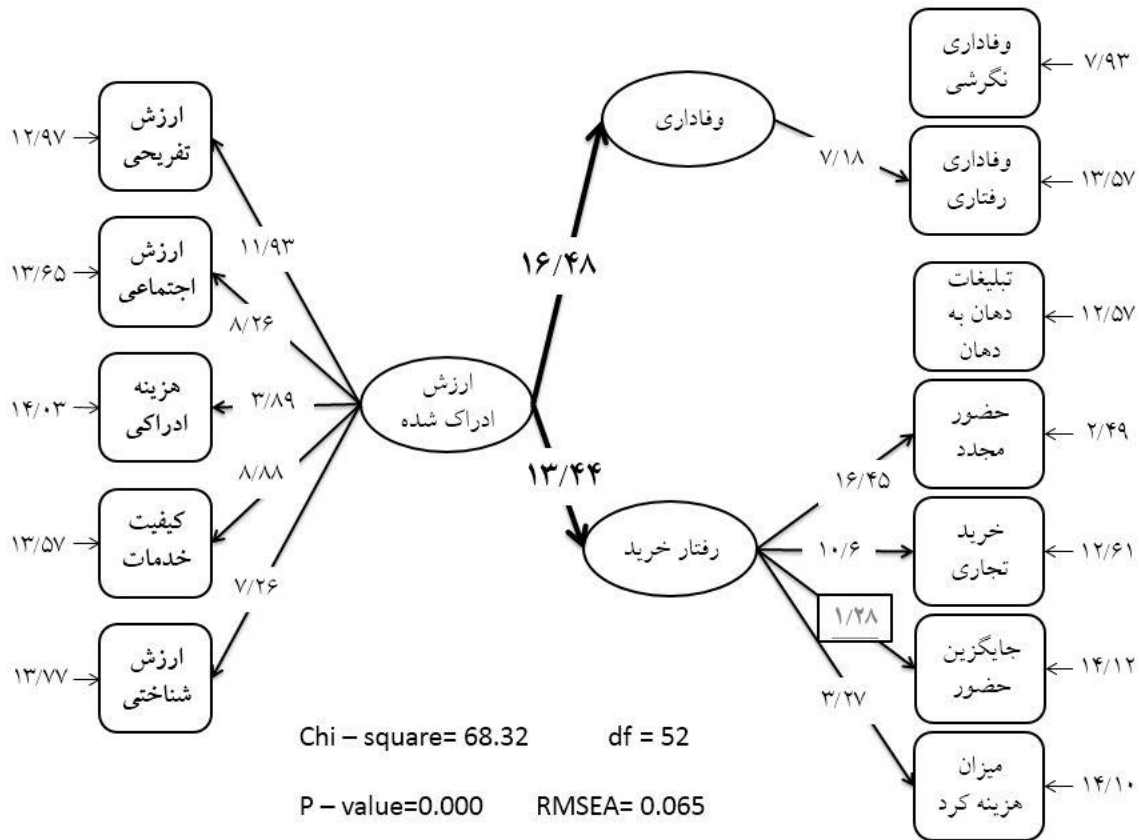 وفاداری
نگرشی
۷/۹۳
ارزش
تفریحی
۱۲/۹۷
وفاداری
۷/۱۸
وفاداری
رفتاری
۱۳/۵۷
۱۱/۹۳
۱۶/۴۸
ارزش
اجتماعی
۱۳/۶۵
۸/۲۶
تبلیغات
دهان به
دهان
۱۲/۵۷
هزینه
ادراکی
۱۴/۰۳
۳/۸۹
ارزش
ادراک شده
حضور
مجدد
۲/۴۹
۱۳/۴۴
۱۶/۴۵
۸/۸۸
کیفیت
خدمات
۱۳/۵۷
رفتار خرید
۱۰/۶
خرید
تجاری
۱۲/۶۱
۷/۲۶
۱/۲۸
جایگزین
حضور
۱۴/۱۲
ارزش
شناختی
۱۳/۷۷
۳/۲۷
میزان
هزینه کرد
۱۴/۱۰
Chi – square= 68.32 df = 52
P – value=0.000 RMSEA= 0.065